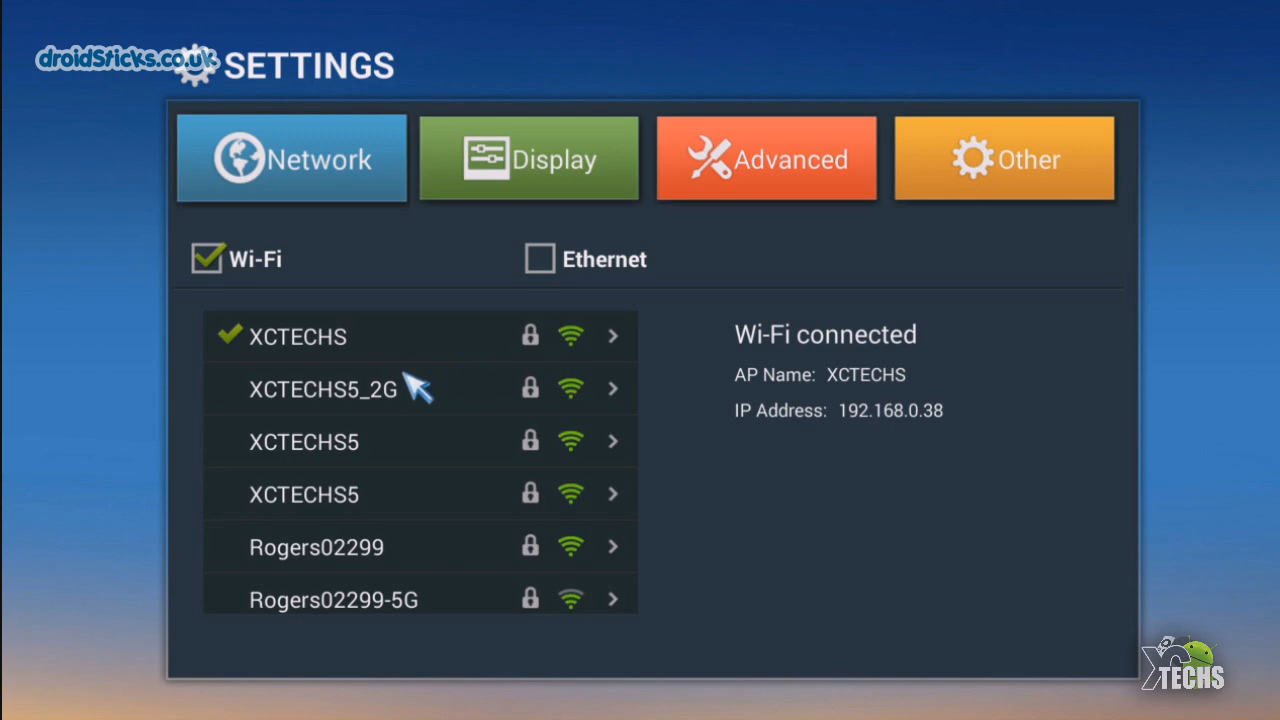 droidSticks.co.uk
SETTINGS
Network Display Advanced Other
Wi-Fi Ethernet
XCTECHS
XCTECHS5_2G
XCTECHS5
XCTECHS5
Rogers02299
Rogers02299-5G
Wi-Fi connected
AP Name: XCTECHS
IP Address: 192.168.0.38
XC
TECHS